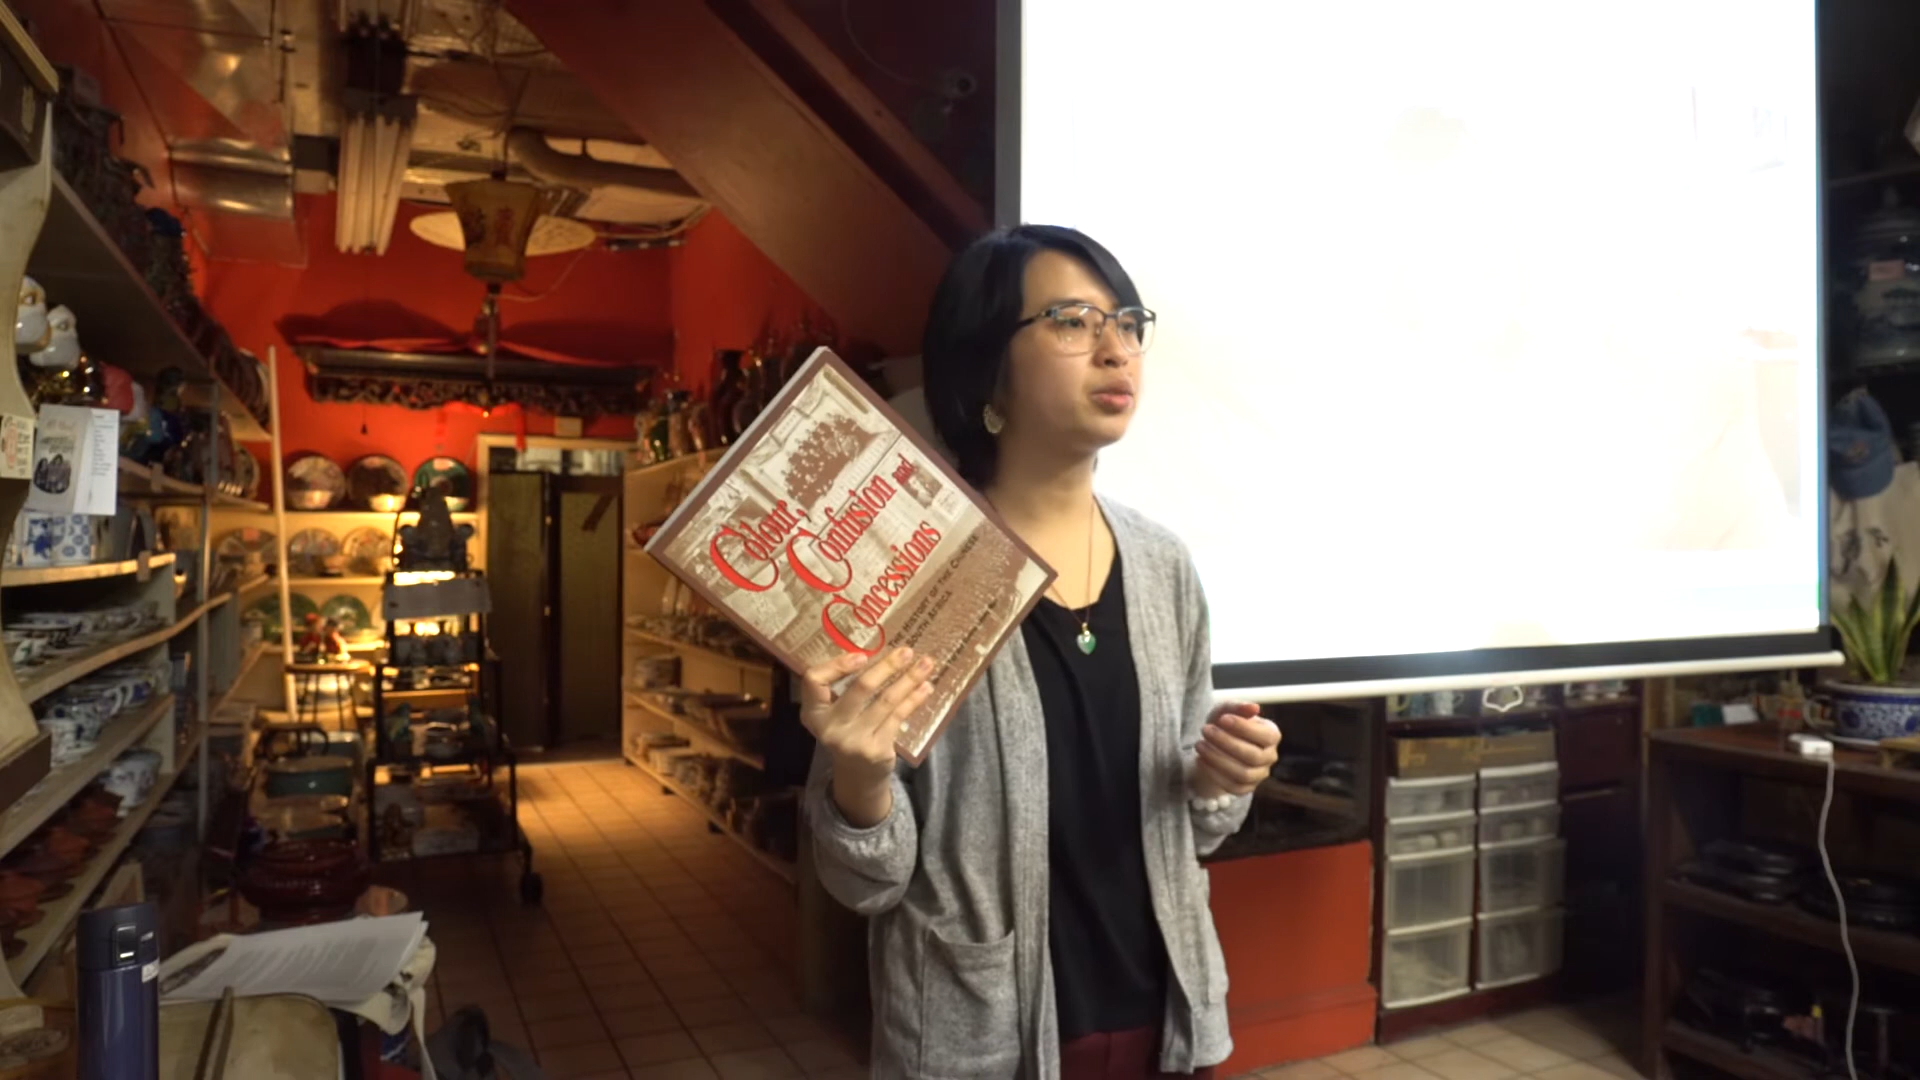 Colour,
Confusion and
Concessions
THE HISTORY OF THE CHINESE
SOUTH AFRICA